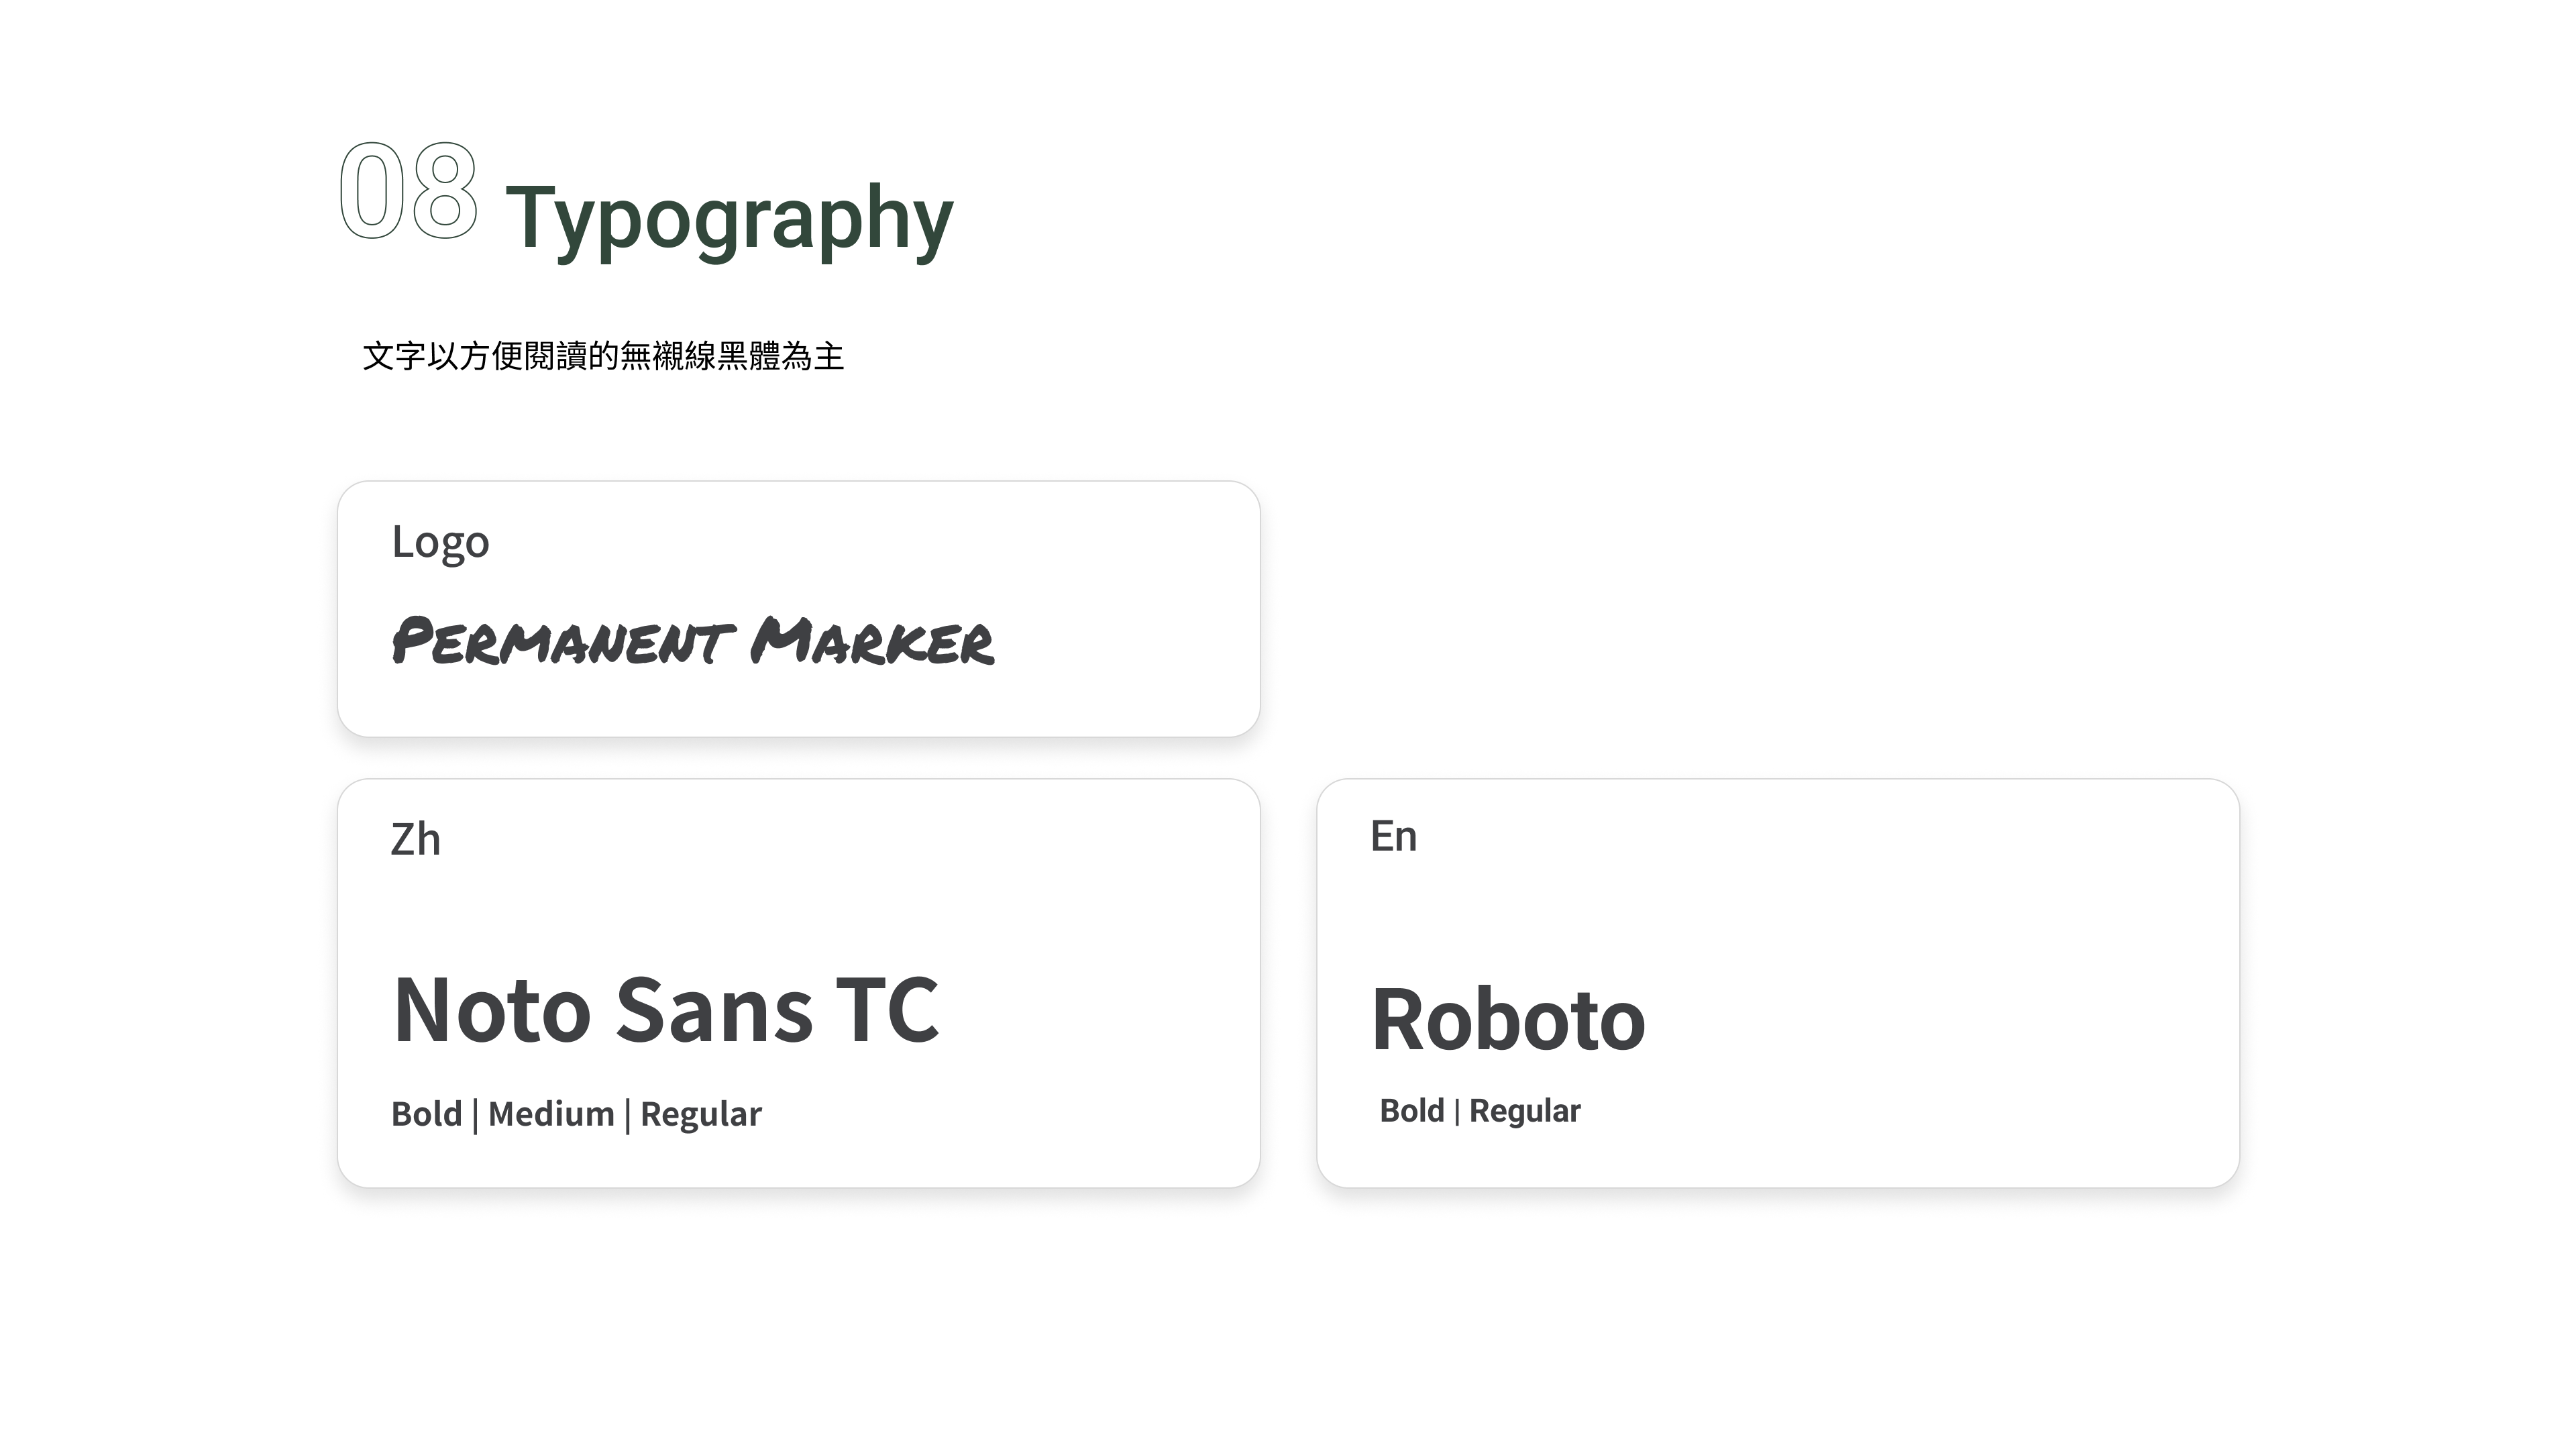 08 Typography
文字以方便閱讀的無襯線黑體為主
Logo
Permanent Marker
Zh
Noto Sans TC
Bold | Medium | Regular
En
Roboto
Bold | Regular